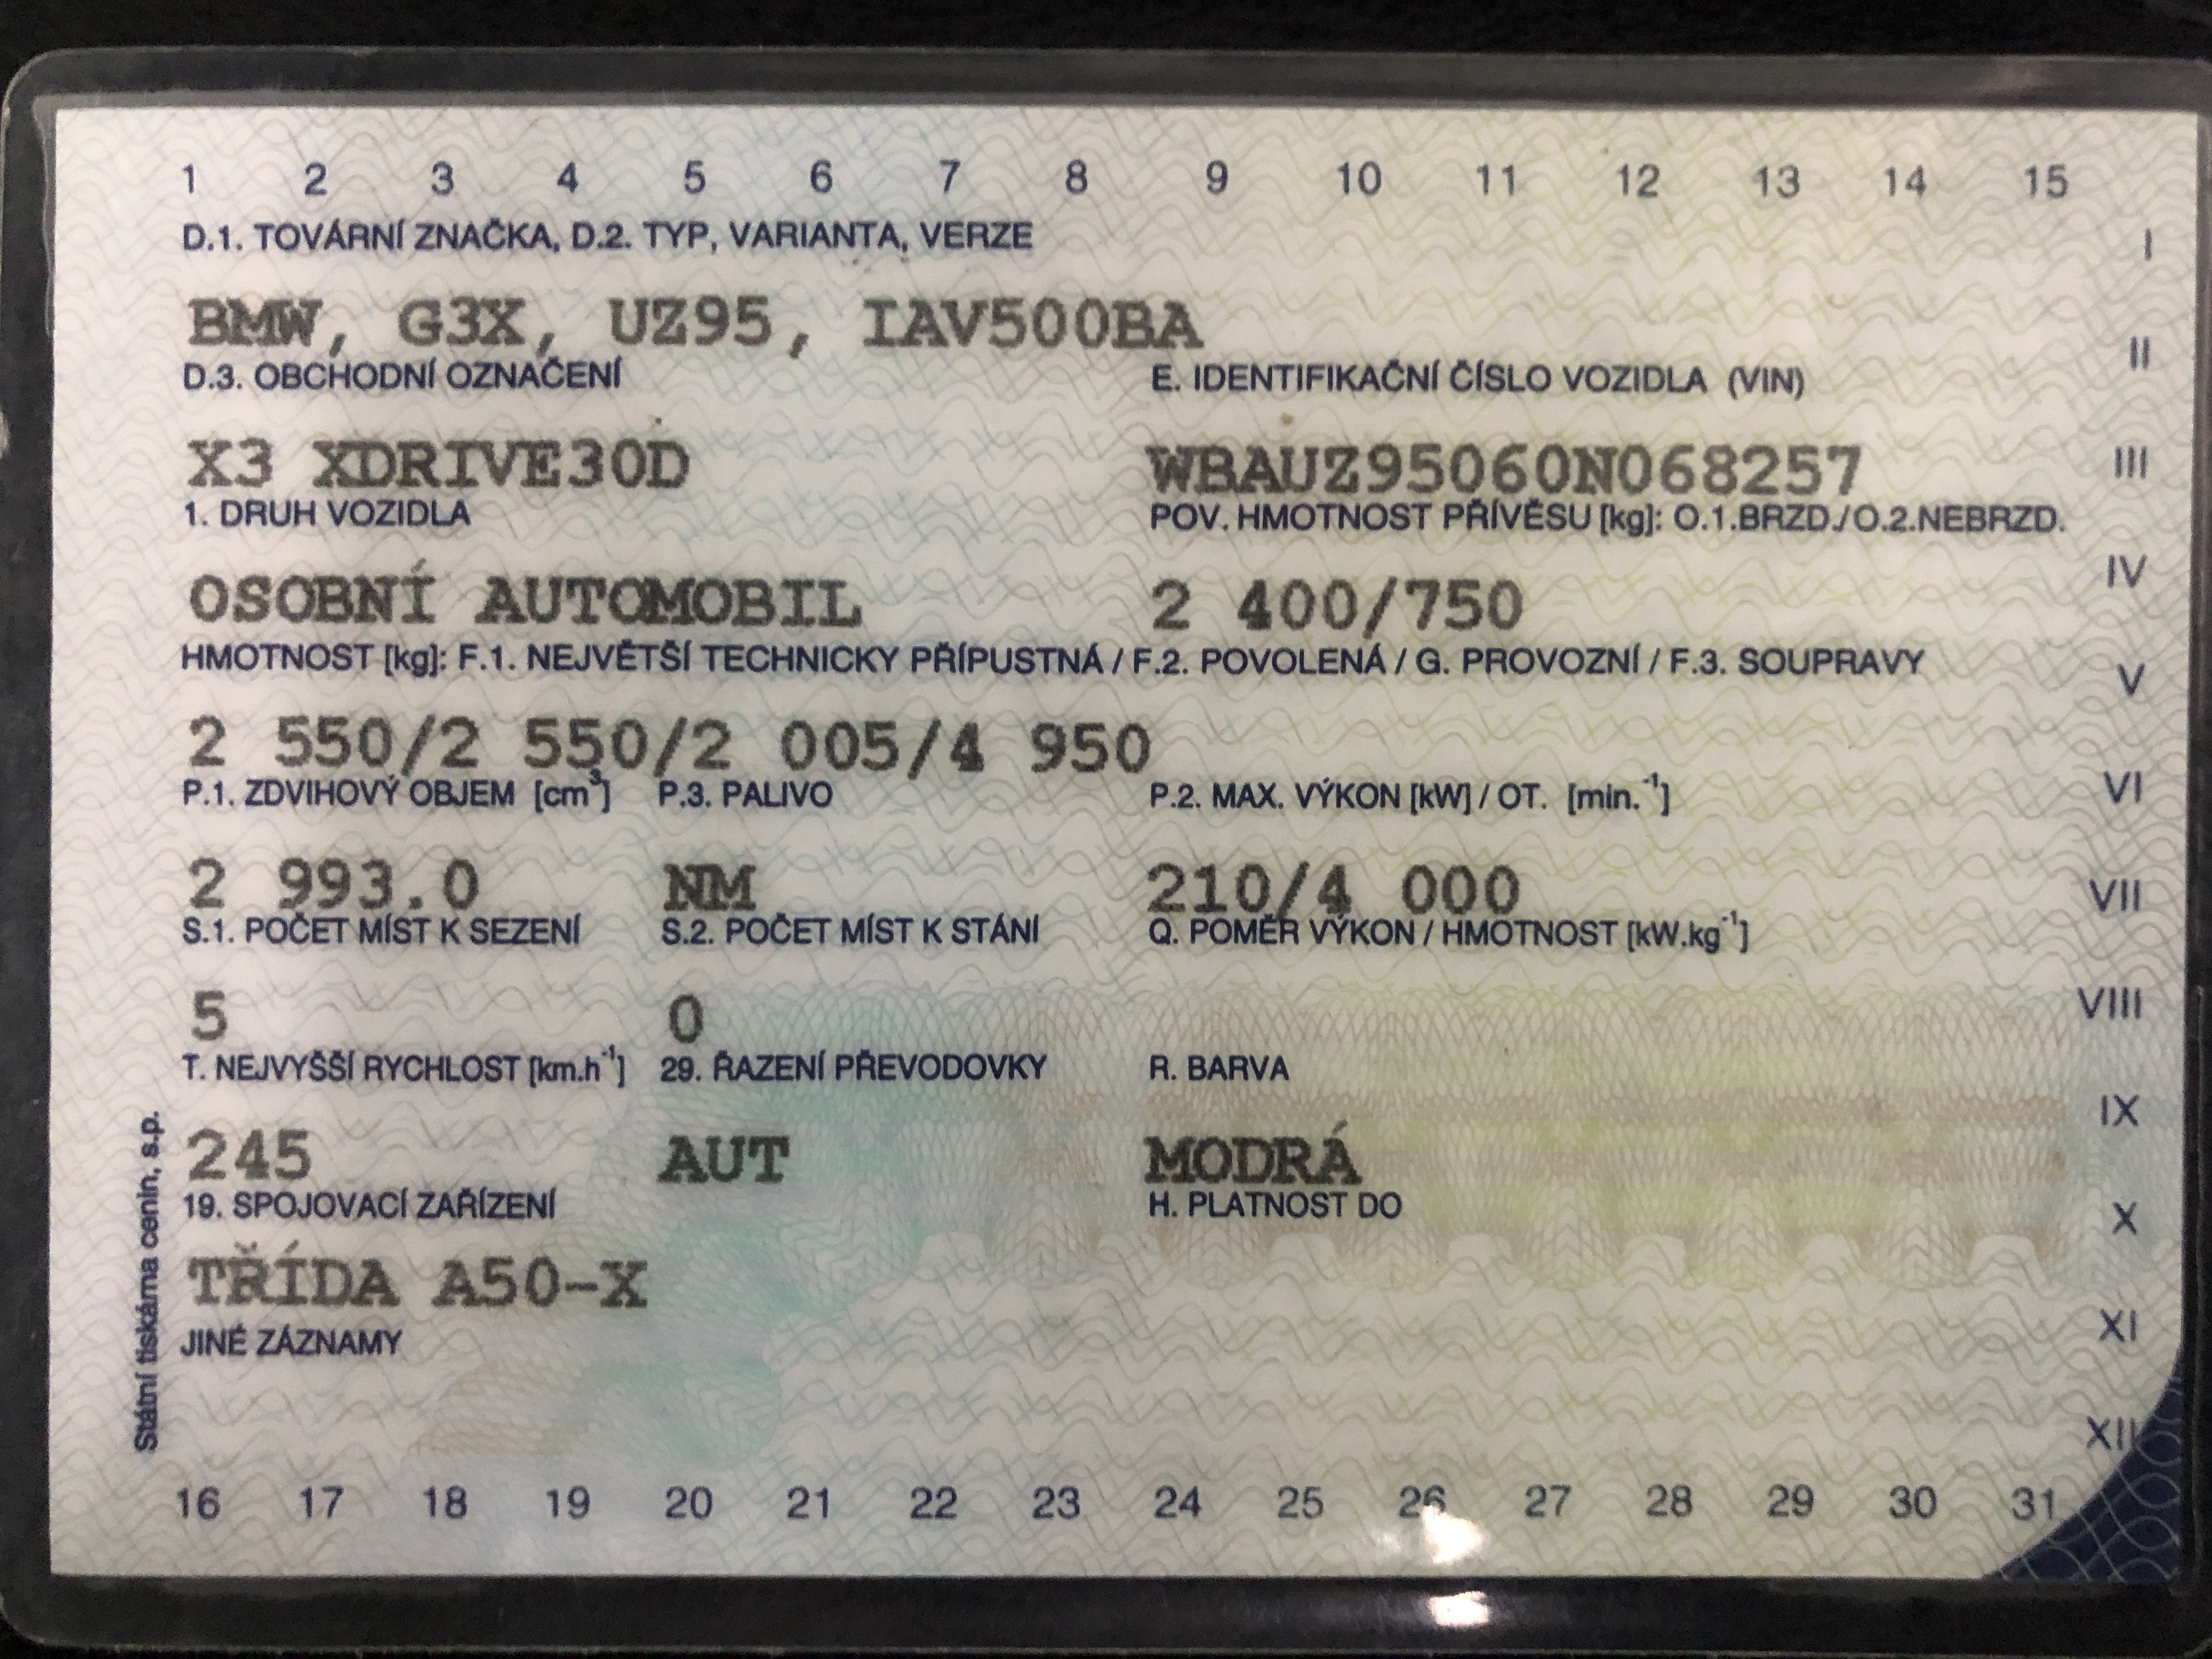 1 2 3 4 5 6 7 8 9 10 11 12 13 14 15
D.1. TOVÁRNÍ ZNAČKA, D.2. TYP, VARIANTA, VERZE
I
BMW, G3X, UZ95, IAV500BA
II
D.3. OBCHODNÍ OZNAČENÍ E. IDENTIFIKAČNÍ ČÍSLO VOZIDLA (VIN)
X3 XDRIVE30D WBAUZ95060N068257
III
1. DRUH VOZIDLA POV. HMOTNOST PŘÍVĚSU [kg]: O.1.BRZD./O.2.NEBRZD.
IV
OSOBNÍ AUTOMOBIL 2 400/750
HMOTNOST [kg]: F.1. NEJVĚTŠÍ TECHNICKY PŘÍPUSTNÁ / F.2. POVOLENÁ / G. PROVOZNÍ / F.3. SOUPRAVY
V
2 550/2 550/2 005/4 950
P.1. ZDVIHOVÝ OBJEM [cm³] P.3. PALIVO P.2. MAX. VÝKON [kW] / OT. [min.⁻¹]
VI
2 993.0 NM 210/4 000
VII
S.1. POČET MÍST K SEZENÍ S.2. POČET MÍST K STÁNÍ Q. POMĚR VÝKON / HMOTNOST [kW.kg⁻¹]
VIII
5 0
T. NEJVYŠŠÍ RYCHLOST [km.h⁻¹] 29. ŘAZENÍ PŘEVODOVKY R. BARVA
IX
245 AUT MODRÁ
19. SPOJOVACÍ ZAŘÍZENÍ H. PLATNOST DO
X
TŘÍDA A50-X
XI
JINÉ ZÁZNAMY
XII
16 17 18 19 20 21 22 23 24 25 26 27 28 29 30 31
Státní tiskárna cenin, s.p.